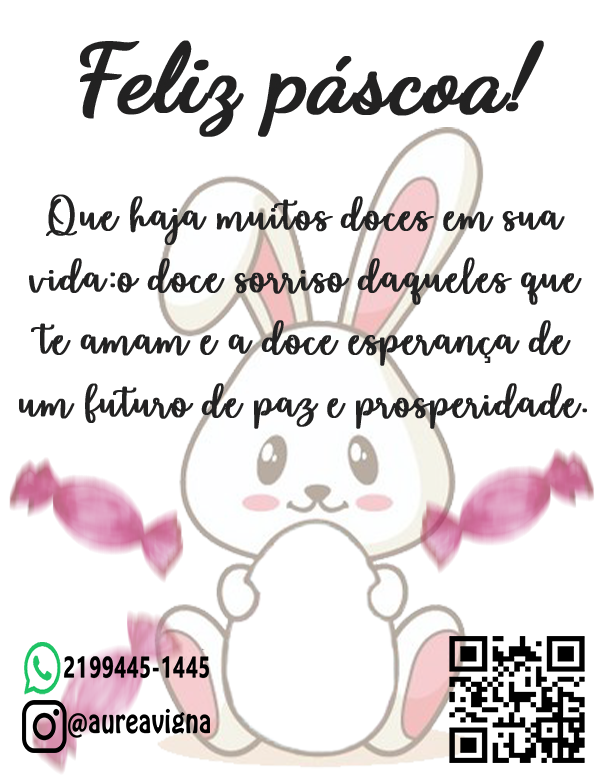 Feliz páscoa!
Que haja muitos doces em sua
vida:o doce sorriso daqueles que
te amam e a doce esperança de
um futuro de paz e prosperidade.
2199445-1445
@aureavigna